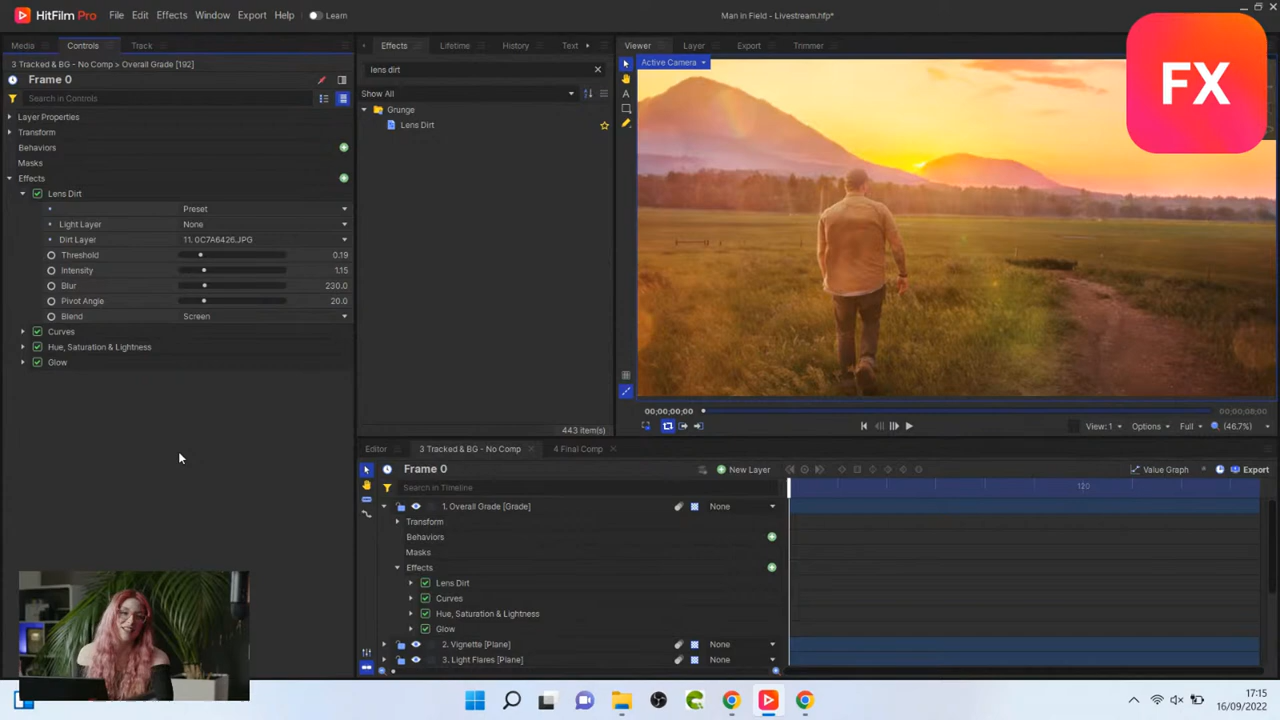 HitFilm Pro File Edit Effects Window Export Help Learn Man in Field - Livestream.hfp*
Media Controls Track
3 Tracked & BG - No Comp > Overall Grade [192]
Frame 0
Search in Controls
Layer Properties
Transform
Behaviors
Masks
Effects
Lens Dirt
Preset
Light Layer None
Dirt Layer 11. 0C7A6426.JPG
Threshold 0.19
Intensity 1.15
Blur 230.0
Pivot Angle 20.0
Blend Screen
Curves
Hue, Saturation & Lightness
Glow
Effects Lifetime History Text
lens dirt
Show All
Grunge
Lens Dirt
443 item(s)
Viewer Layer Export Trimmer
Active Camera
FX
00;00;00;00 00;00;05;00
View: 1 Options Full (46.7%)
Editor 3 Tracked & BG - No Comp 4 Final Comp
Frame 0 New Layer Value Graph Export
Search in Timeline 120
1. Overall Grade [Grade] None
Transform
Behaviors
Masks
Effects
Lens Dirt
Curves
Hue, Saturation & Lightness
Glow
2. Vignette [Plane] None
3. Light Flares [Plane] None
17:15
16/09/2022